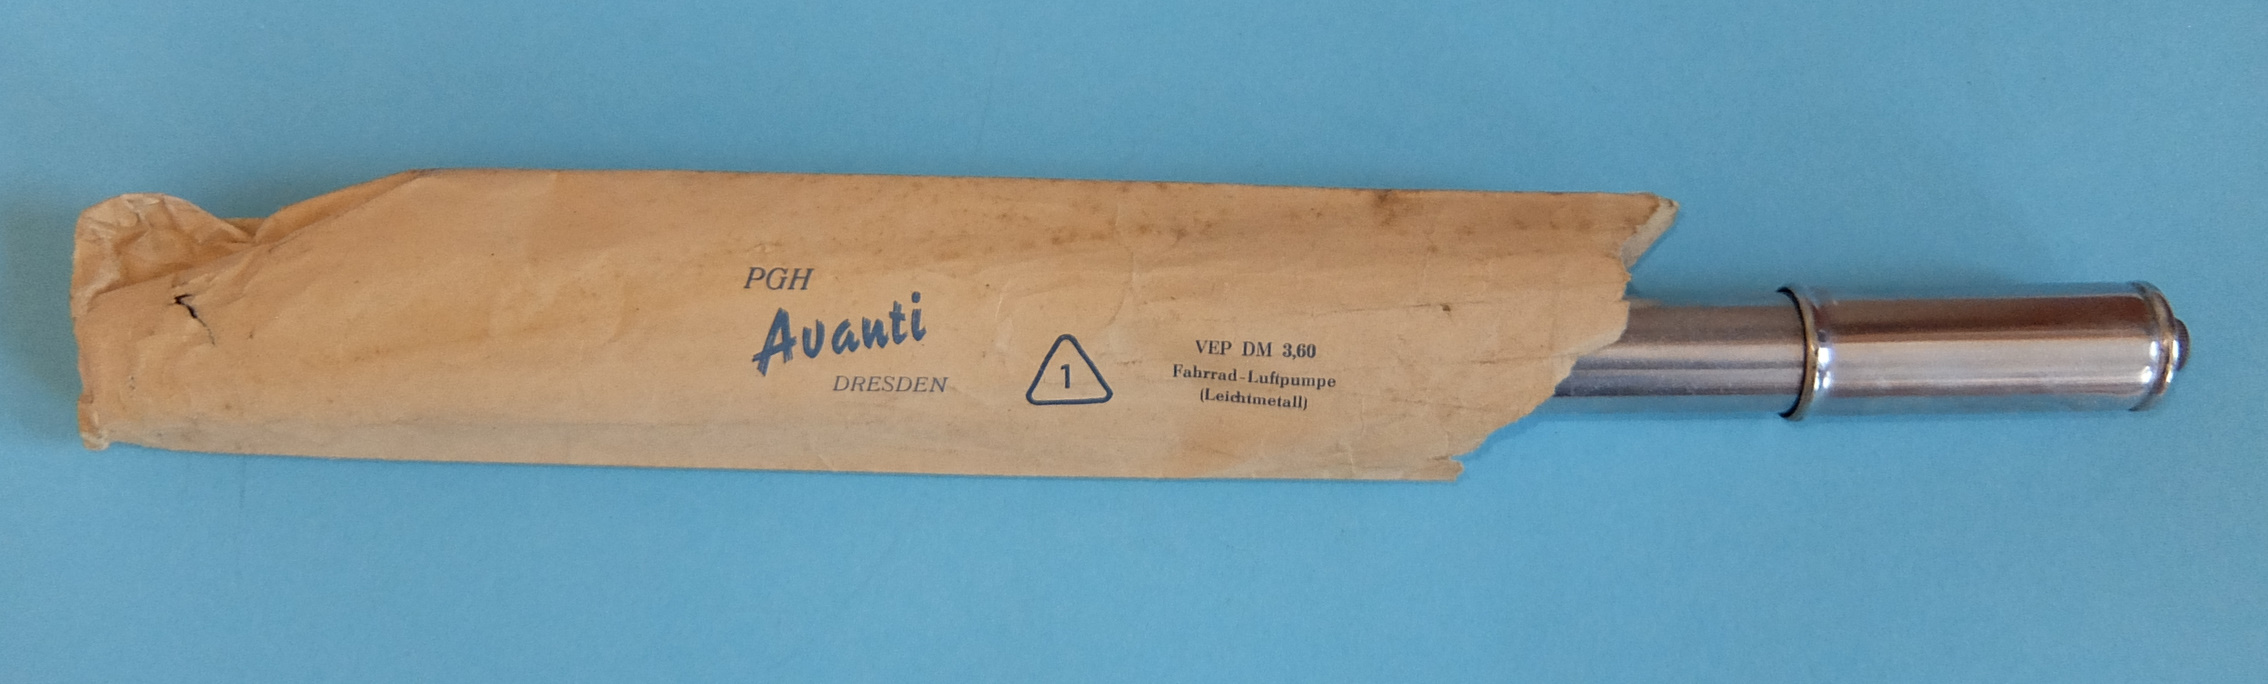 PGH
Avanti
DRESDEN
1
VEP DM 3,60
Fahrrad-Luftpumpe
(Leichtmetall)